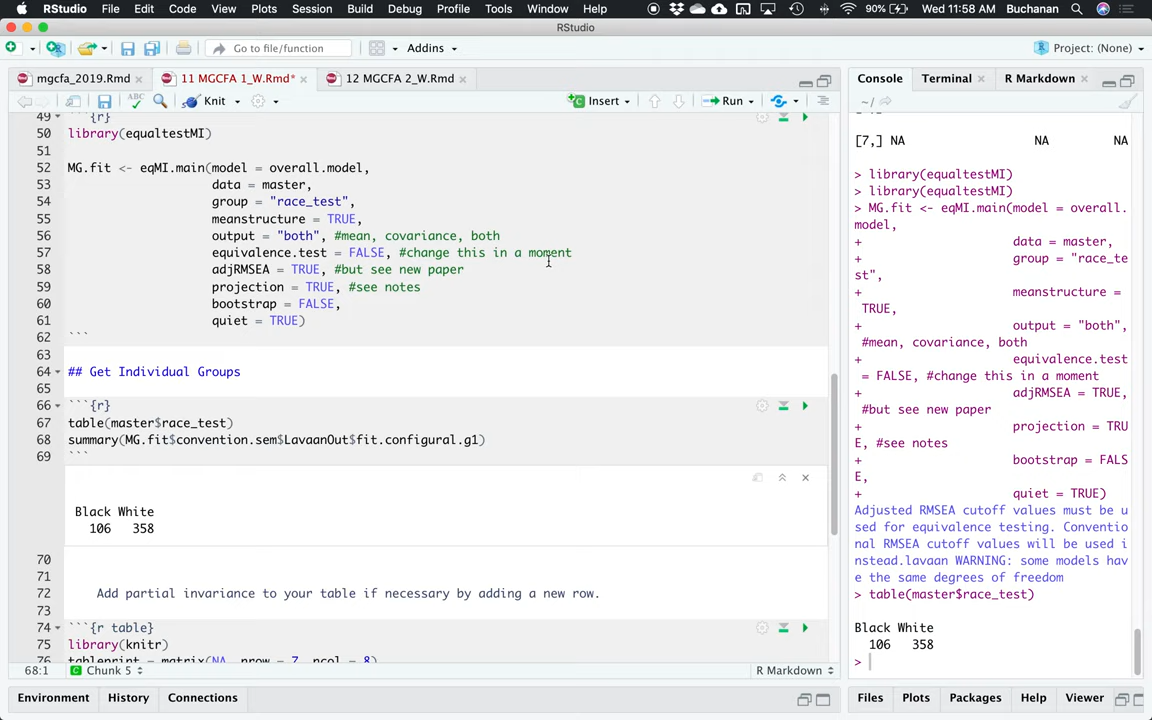 RStudio File Edit Code View Plots Session Build Debug Profile Tools Window Help 90% Wed 11:58 AM Buchanan
RStudio
Go to file/function Addins Project: (None)
mgcfa_2019.Rmd 11 MGCFA 1_W.Rmd* 12 MGCFA 2_W.Rmd
ABC Knit Insert Run
49 ```{r}
50 library(equaltestMI)
51
52 MG.fit <- eqMI.main(model = overall.model,
53 data = master,
54 group = "race_test",
55 meanstructure = TRUE,
56 output = "both", #mean, covariance, both
57 equivalence.test = FALSE, #change this in a moment
58 adjRMSEA = TRUE, #but see new paper
59 projection = TRUE, #see notes
60 bootstrap = FALSE,
61 quiet = TRUE)
62 ```
63
64 ## Get Individual Groups
65
66 ```{r}
67 table(master$race_test)
68 summary(MG.fit$convention.sem$LavaanOut$fit.configural.g1)
69 ```
Black White
106 358
70
71
72 Add partial invariance to your table if necessary by adding a new row.
73
74 ```{r table}
75 library(knitr)
76 tableprint = matrix(NA, nrow = 7, ncol = 8)
68:1 Chunk 5 R Markdown
Environment History Connections
Console Terminal R Markdown
~/
[7,] NA NA NA
> library(equaltestMI)
> library(equaltestMI)
> MG.fit <- eqMI.main(model = overall.
model,
+ data = master,
+ group = "race_te
st",
+ meanstructure =
TRUE,
+ output = "both",
#mean, covariance, both
+ equivalence.test
= FALSE, #change this in a moment
+ adjRMSEA = TRUE,
#but see new paper
+ projection = TRU
E, #see notes
+ bootstrap = FALS
E,
+ quiet = TRUE)
Adjusted RMSEA cutoff values must be u
sed for equivalence testing. Conventio
nal RMSEA cutoff values will be used i
nstead.lavaan WARNING: some models hav
e the same degrees of freedom
> table(master$race_test)
Black White
106 358
>
Files Plots Packages Help Viewer